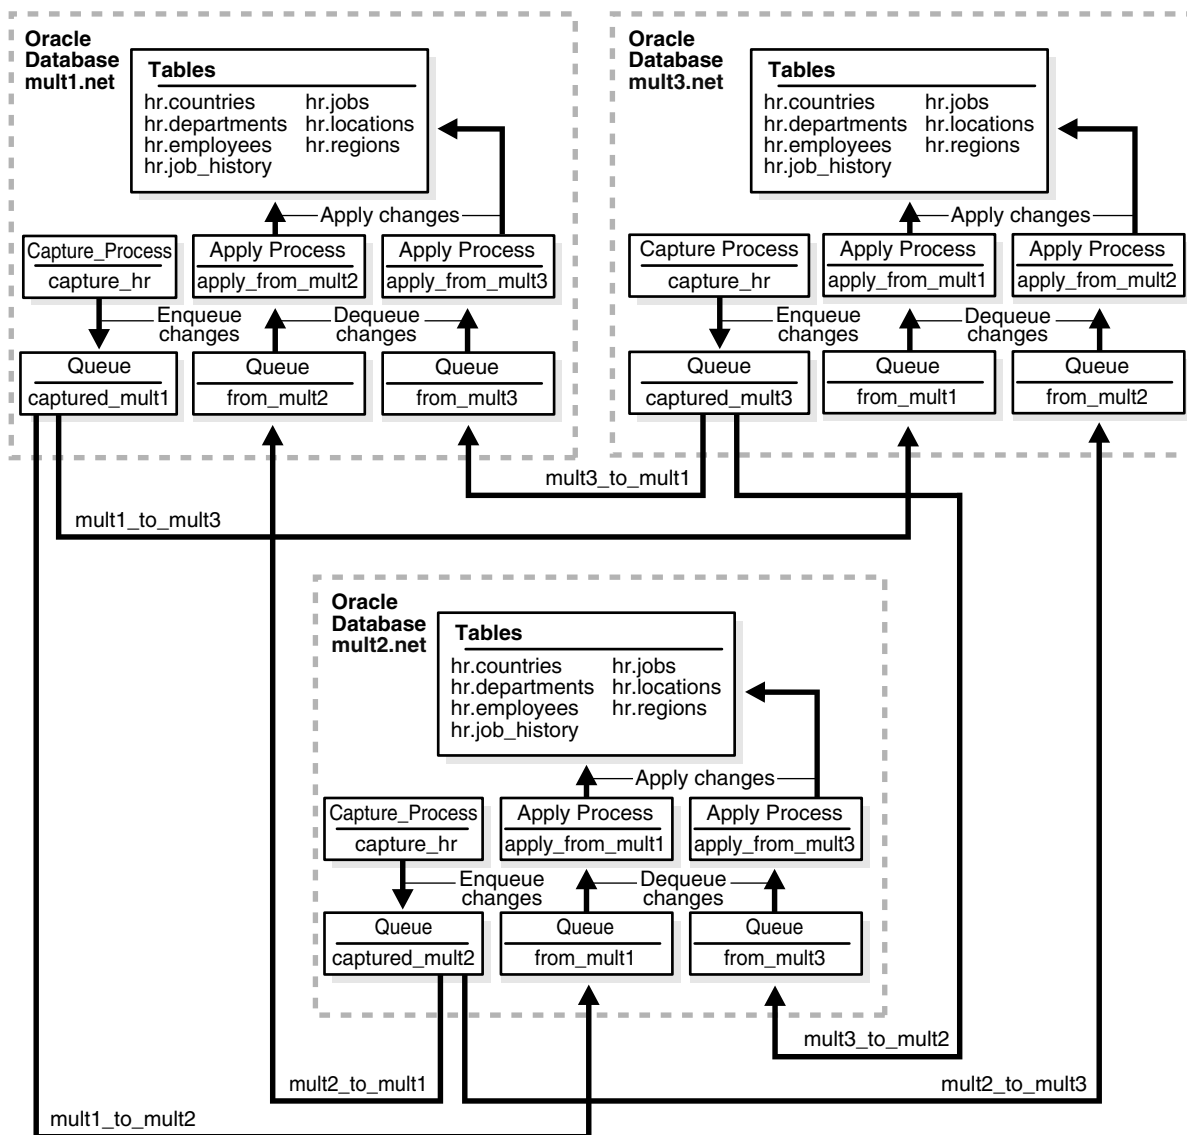 Oracle
Database
mult1.net
Tables
hr.countries hr.jobs
hr.departments hr.locations
hr.employees hr.regions
hr.job_history
Apply changes
Capture_Process
capture_hr
Apply Process
apply_from_mult2
Apply Process
apply_from_mult3
Enqueue
changes
Dequeue
changes
Queue
captured_mult1
Queue
from_mult2
Queue
from_mult3
Oracle
Database
mult3.net
Tables
hr.countries hr.jobs
hr.departments hr.locations
hr.employees hr.regions
hr.job_history
Apply changes
Capture Process
capture_hr
Apply Process
apply_from_mult1
Apply Process
apply_from_mult2
Enqueue
changes
Dequeue
changes
Queue
captured_mult3
Queue
from_mult1
Queue
from_mult2
mult3_to_mult1
mult1_to_mult3
Oracle
Database
mult2.net
Tables
hr.countries hr.jobs
hr.departments hr.locations
hr.employees hr.regions
hr.job_history
Apply changes
Capture_Process
capture_hr
Apply Process
apply_from_mult1
Apply Process
apply_from_mult3
Enqueue
changes
Dequeue
changes
Queue
captured_mult2
Queue
from_mult1
Queue
from_mult3
mult3_to_mult2
mult2_to_mult1
mult2_to_mult3
mult1_to_mult2